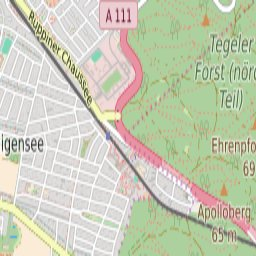 A 111
Ruppiner Chaussee
Tegeler
Forst (nörd
Teil)
igensee
Ehrenpfo
69
Apolloberg
65 m